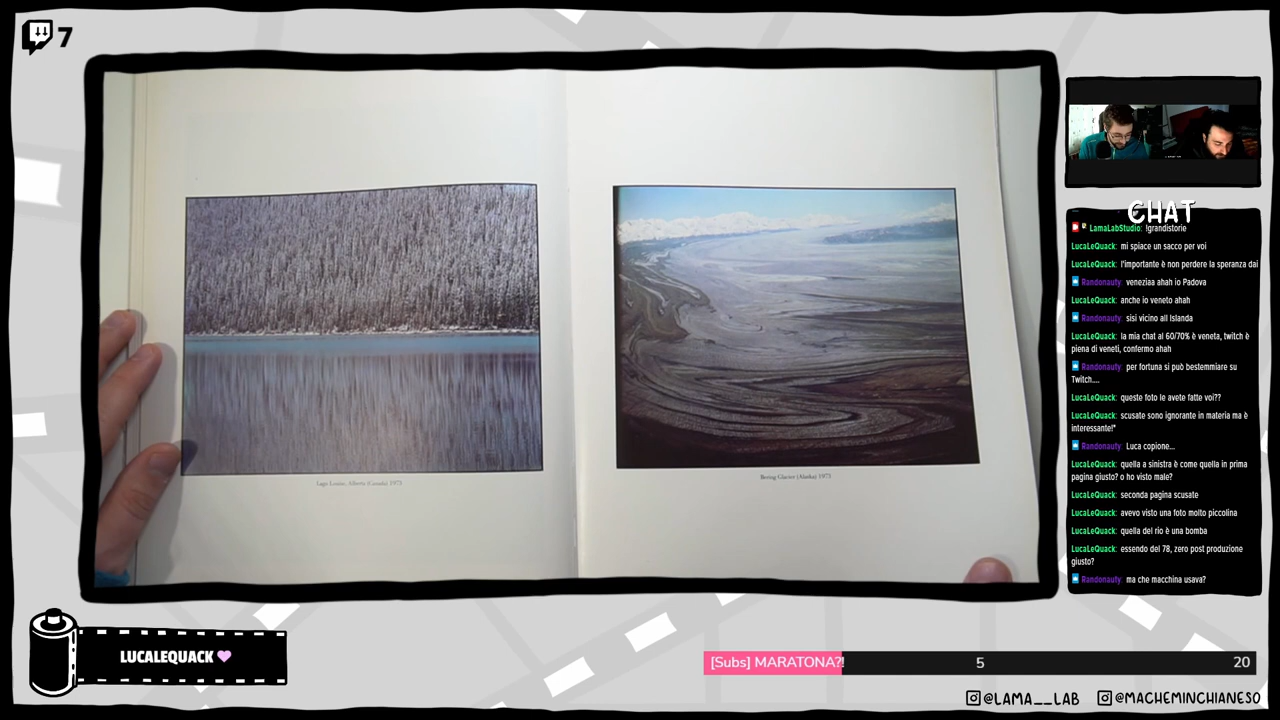 7
CHAT
LamaLabStudio: !grandistorie
LucaLeQuack: mi spiace un sacco per voi
LucaLeQuack: l'importante è non perdere la speranza dai
Randonauty: veneziaa ahah io Padova
LucaLeQuack: anche io veneto ahah
Randonauty: sisi vicino all Islanda
LucaLeQuack: la mia chat al 60/70% è veneta, twitch è
piena di veneti, confermo ahah
Randonauty: per fortuna si può bestemmiare su
Twitch....
LucaLeQuack: queste foto le avete fatte voi??
LucaLeQuack: scusate sono ignorante in materia ma è
interessante!*
Randonauty: Luca copione...
LucaLeQuack: quella a sinistra è come quella in prima
pagina giusto? o ho visto male?
LucaLeQuack: seconda pagina scusate
LucaLeQuack: avevo visto una foto molto piccolina
LucaLeQuack: quella del rio è una bomba
LucaLeQuack: essendo del 78, zero post produzione
giusto?
Randonauty: ma che macchina usava?
Lago Louise, Alberta (Canada) 1973
Bering Glacier (Alaska) 1973
LUCALEQUACK
[Subs] MARATONA?! 5 20
@LAMA__LAB @MACHEMINCHIANESO